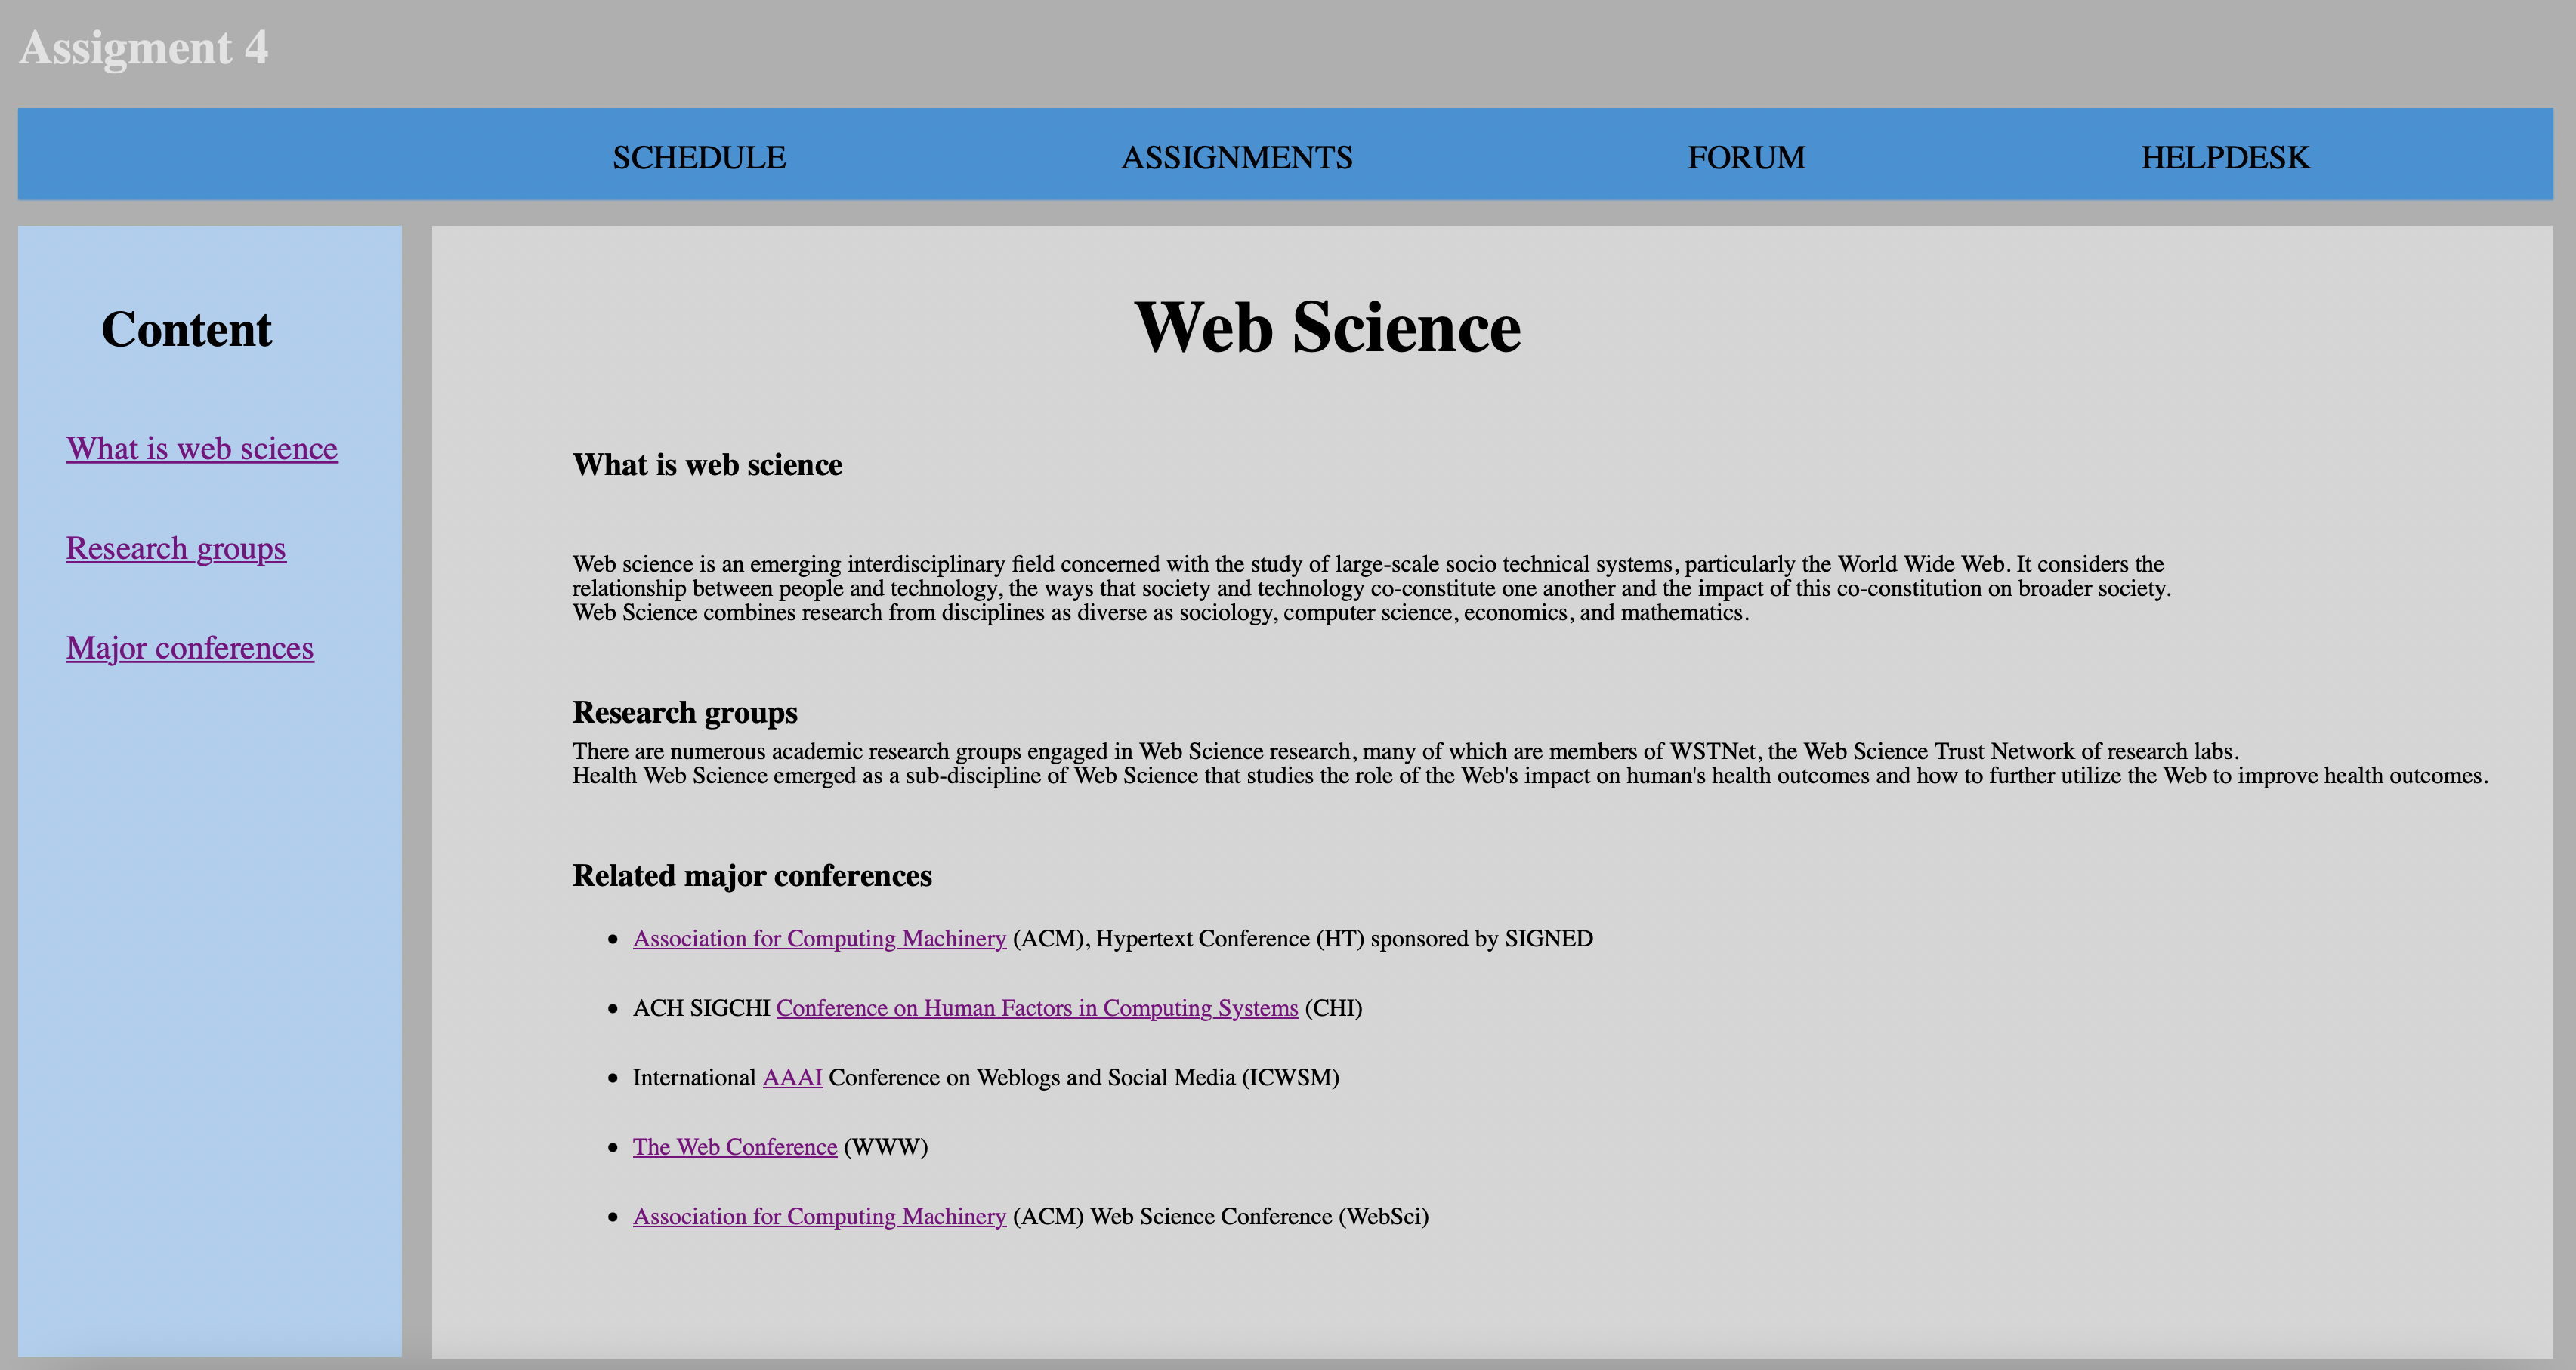 Assigment 4
SCHEDULE ASSIGNMENTS FORUM HELPDESK
Content
What is web science
Research groups
Major conferences
Web Science
What is web science
Web science is an emerging interdisciplinary field concerned with the study of large-scale socio technical systems, particularly the World Wide Web. It considers the
relationship between people and technology, the ways that society and technology co-constitute one another and the impact of this co-constitution on broader society.
Web Science combines research from disciplines as diverse as sociology, computer science, economics, and mathematics.
Research groups
There are numerous academic research groups engaged in Web Science research, many of which are members of WSTNet, the Web Science Trust Network of research labs.
Health Web Science emerged as a sub-discipline of Web Science that studies the role of the Web's impact on human's health outcomes and how to further utilize the Web to improve health outcomes.
Related major conferences
• Association for Computing Machinery (ACM), Hypertext Conference (HT) sponsored by SIGNED
• ACH SIGCHI Conference on Human Factors in Computing Systems (CHI)
• International AAAI Conference on Weblogs and Social Media (ICWSM)
• The Web Conference (WWW)
• Association for Computing Machinery (ACM) Web Science Conference (WebSci)